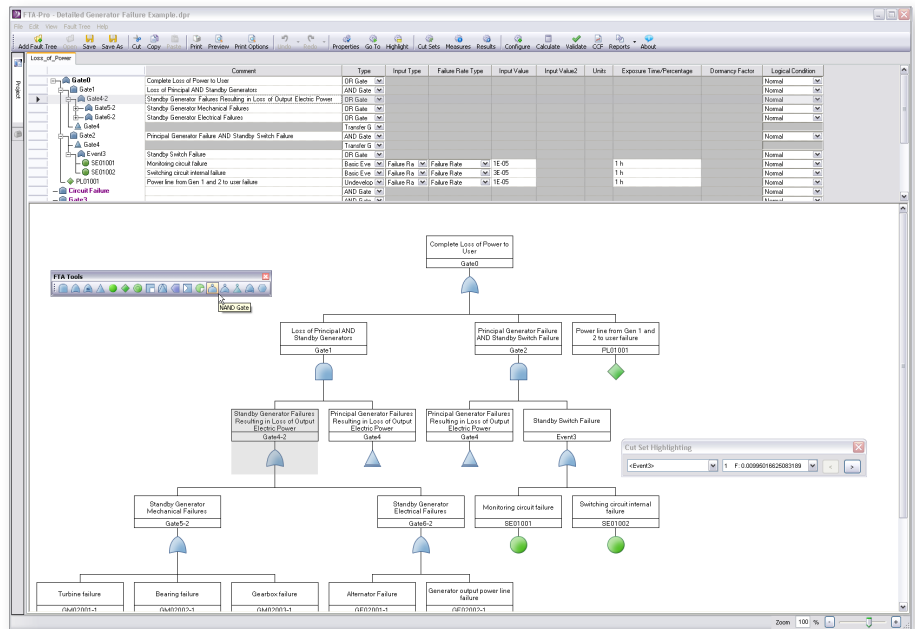 FTA-Pro - Detailed Generator Failure Example.dpr
File Edit View Fault Tree Help
Add Fault Tree Open Save Save As Cut Copy Paste Print Preview Print Options Undo Redo Properties Go To Highlight Cut Sets Measures Results Configure Calculate Validate CCF Reports About
Loss_of_Power
Project
Comment Type Input Type Failure Rate Type Input Value Input Value2 Units Exposure Time/Percentage Dormancy Factor Logical Condition
Gate0 Complete Loss of Power to User OR Gate Normal
Gate1 Loss of Principal AND Standby Generators AND Gate Normal
Gate4-2 Standby Generator Failures Resulting in Loss of Output Electric Power OR Gate Normal
Gate5-2 Standby Generator Mechanical Failures OR Gate Normal
Gate6-2 Standby Generator Electrical Failures OR Gate Normal
Gate4 Transfer G
Gate2 Principal Generator Failure AND Standby Switch Failure AND Gate Normal
Gate4 Transfer G
Event3 Standby Switch Failure OR Gate Normal
SE01001 Monitoring circuit failure Basic Eve Failure Ra Failure Rate 1E-05 1 h Normal
SE01002 Switching circuit internal failure Basic Eve Failure Ra Failure Rate 3E-05 1 h Normal
PL01001 Power line from Gen 1 and 2 to user failure Undevelop Failure Ra Failure Rate 1E-05 1 h Normal
Circuit Failure AND Gate Normal
Gate3 AND Gate Normal
Complete Loss of Power to
User
Gate0
FTA Tools
NAND Gate
Loss of Principal AND
Standby Generators
Gate1
Principal Generator Failure
AND Standby Switch Failure
Gate2
Power line from Gen 1 and
2 to user failure
PL01001
Standby Generator Failures
Resulting in Loss of Output
Electric Power
Gate4-2
Principal Generator Failures
Resulting in Loss of Output
Electric Power
Gate4
Principal Generator Failures
Resulting in Loss of Output
Electric Power
Gate4
Standby Switch Failure
Event3
Cut Set Highlighting
<Event3> 1 F: 0.00995016625083189 < >
Standby Generator
Mechanical Failures
Gate5-2
Standby Generator
Electrical Failures
Gate6-2
Monitoring circuit failure
SE01001
Switching circuit internal
failure
SE01002
Turbine failure
GM02001-1
Bearing failure
GM02002-1
Gearbox failure
GM02003-1
Alternator Failure
GE02001-1
Generator output power line
failure
GE02002-1
Zoom 100 % - +